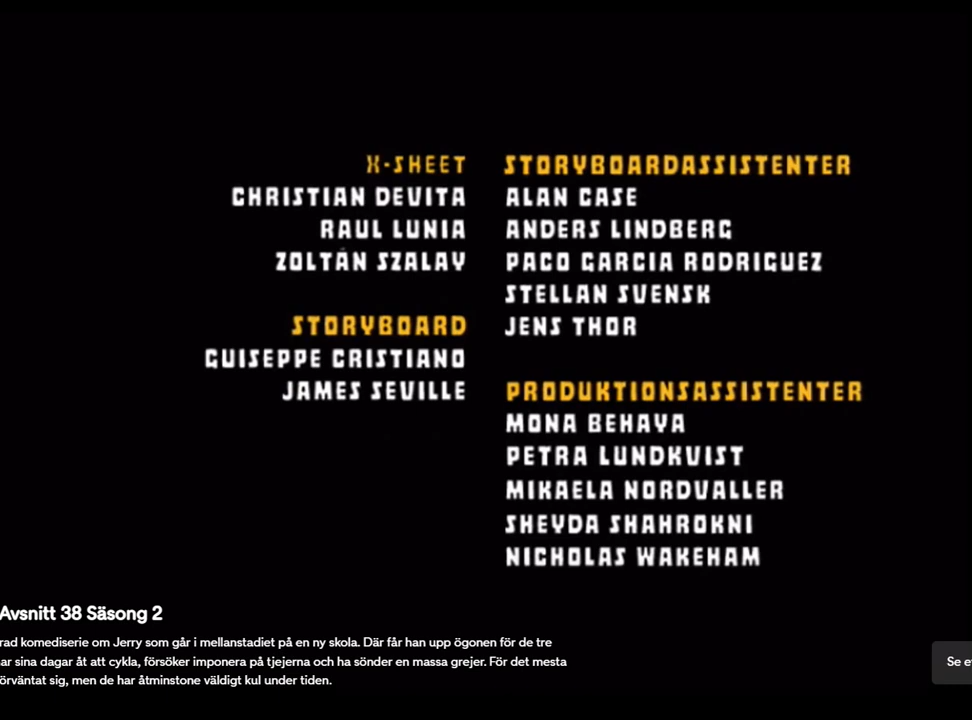 X-SHEET
CHRISTIAN DEVITA
RAUL LUNIA
ZOLTÁN SZALAY
STORYBOARD
GUISEPPE CRISTIANO
JAMES SEVILLE
STORYBOARDASSISTENTER
ALAN CASE
ANDERS LINDBERG
PACO GARCIA RODRIGUEZ
STELLAN SVENSK
JENS THOR
PRODUKTIONSASSISTENTER
MONA BEHAYA
PETRA LUNDKVIST
MIKAELA NORDVALLER
SHEYDA SHAHROKNI
NICHOLAS WAKEHAM
Avsnitt 38 Säsong 2
rad komediserie om Jerry som går i mellanstadiet på en ny skola. Där får han upp ögonen för de tre
ar sina dagar åt att cykla, försöker imponera på tjejerna och ha sönder en massa grejer. För det mesta
örväntat sig, men de har åtminstone väldigt kul under tiden.
Se